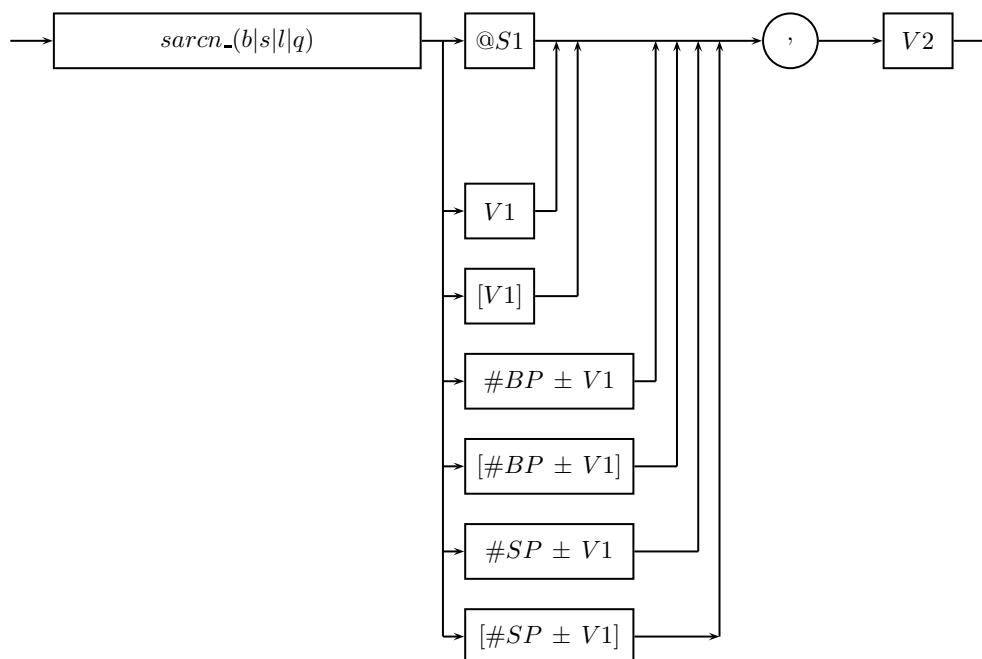 sarcn_(b|s|l|q) @S1 , V2
V1
[V1]
#BP ± V1
[#BP ± V1]
#SP ± V1
[#SP ± V1]